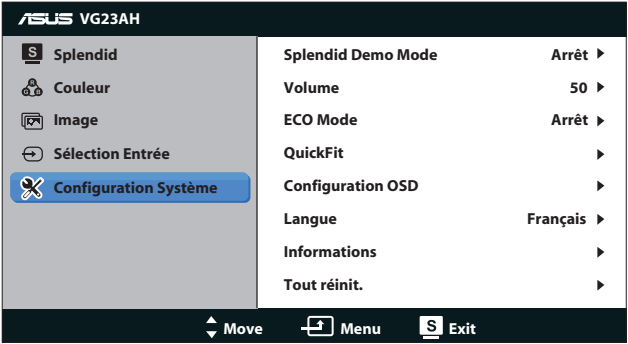 ASUS VG23AH
S Splendid
Couleur
Image
Sélection Entrée
Configuration Système
Splendid Demo Mode Arrêt
Volume 50
ECO Mode Arrêt
QuickFit
Configuration OSD
Langue Français
Informations
Tout réinit.
Move Menu S Exit